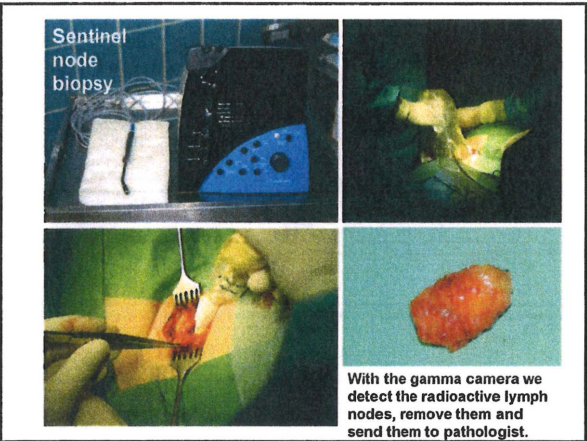 Sentinel
node
biopsy
With the gamma camera we
detect the radioactive lymph
nodes, remove them and
send them to pathologist.